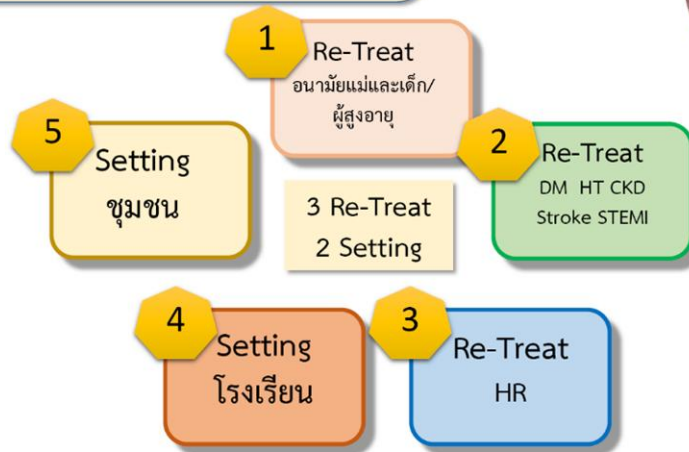 1
Re-Treat
อนามัยแม่และเด็ก/
ผู้สูงอายุ
2
Re-Treat
DM HT CKD
Stroke STEMI
3
Re-Treat
HR
4
Setting
โรงเรียน
5
Setting
ชุมชน
3 Re-Treat
2 Setting